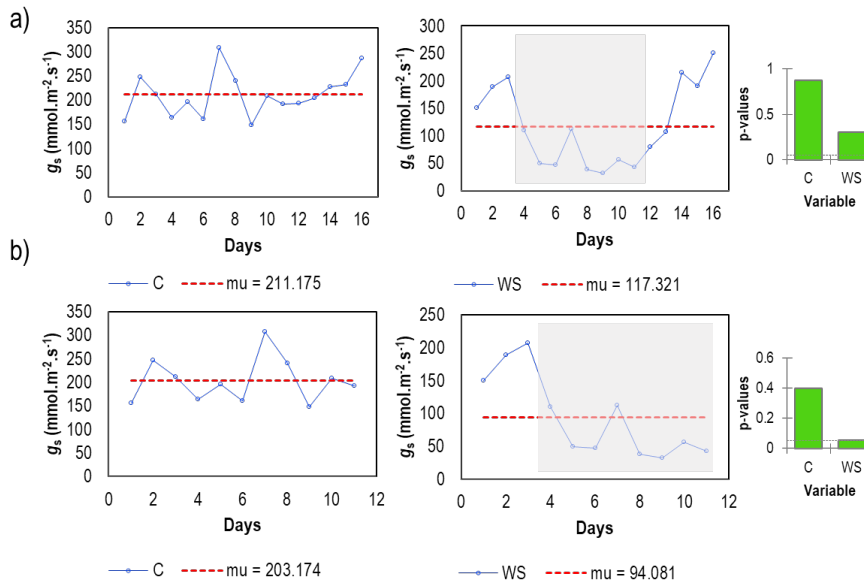 a)
gs (mmol.m-2.s-1)
350
300
250
200
150
100
50
0
0 2 4 6 8 10 12 14 16
Days
C mu = 211.175
gs (mmol.m-2.s-1)
300
250
200
150
100
50
0
0 2 4 6 8 10 12 14 16
Days
WS mu = 117.321
p-values
1
0.5
0
C WS
Variable
b)
gs (mmol.m-2.s-1)
350
300
250
200
150
100
50
0
0 2 4 6 8 10 12
Days
C mu = 203.174
gs (mmol.m-2.s-1)
250
200
150
100
50
0
0 2 4 6 8 10 12
Days
WS mu = 94.081
p-values
0.6
0.4
0.2
0
C WS
Variable